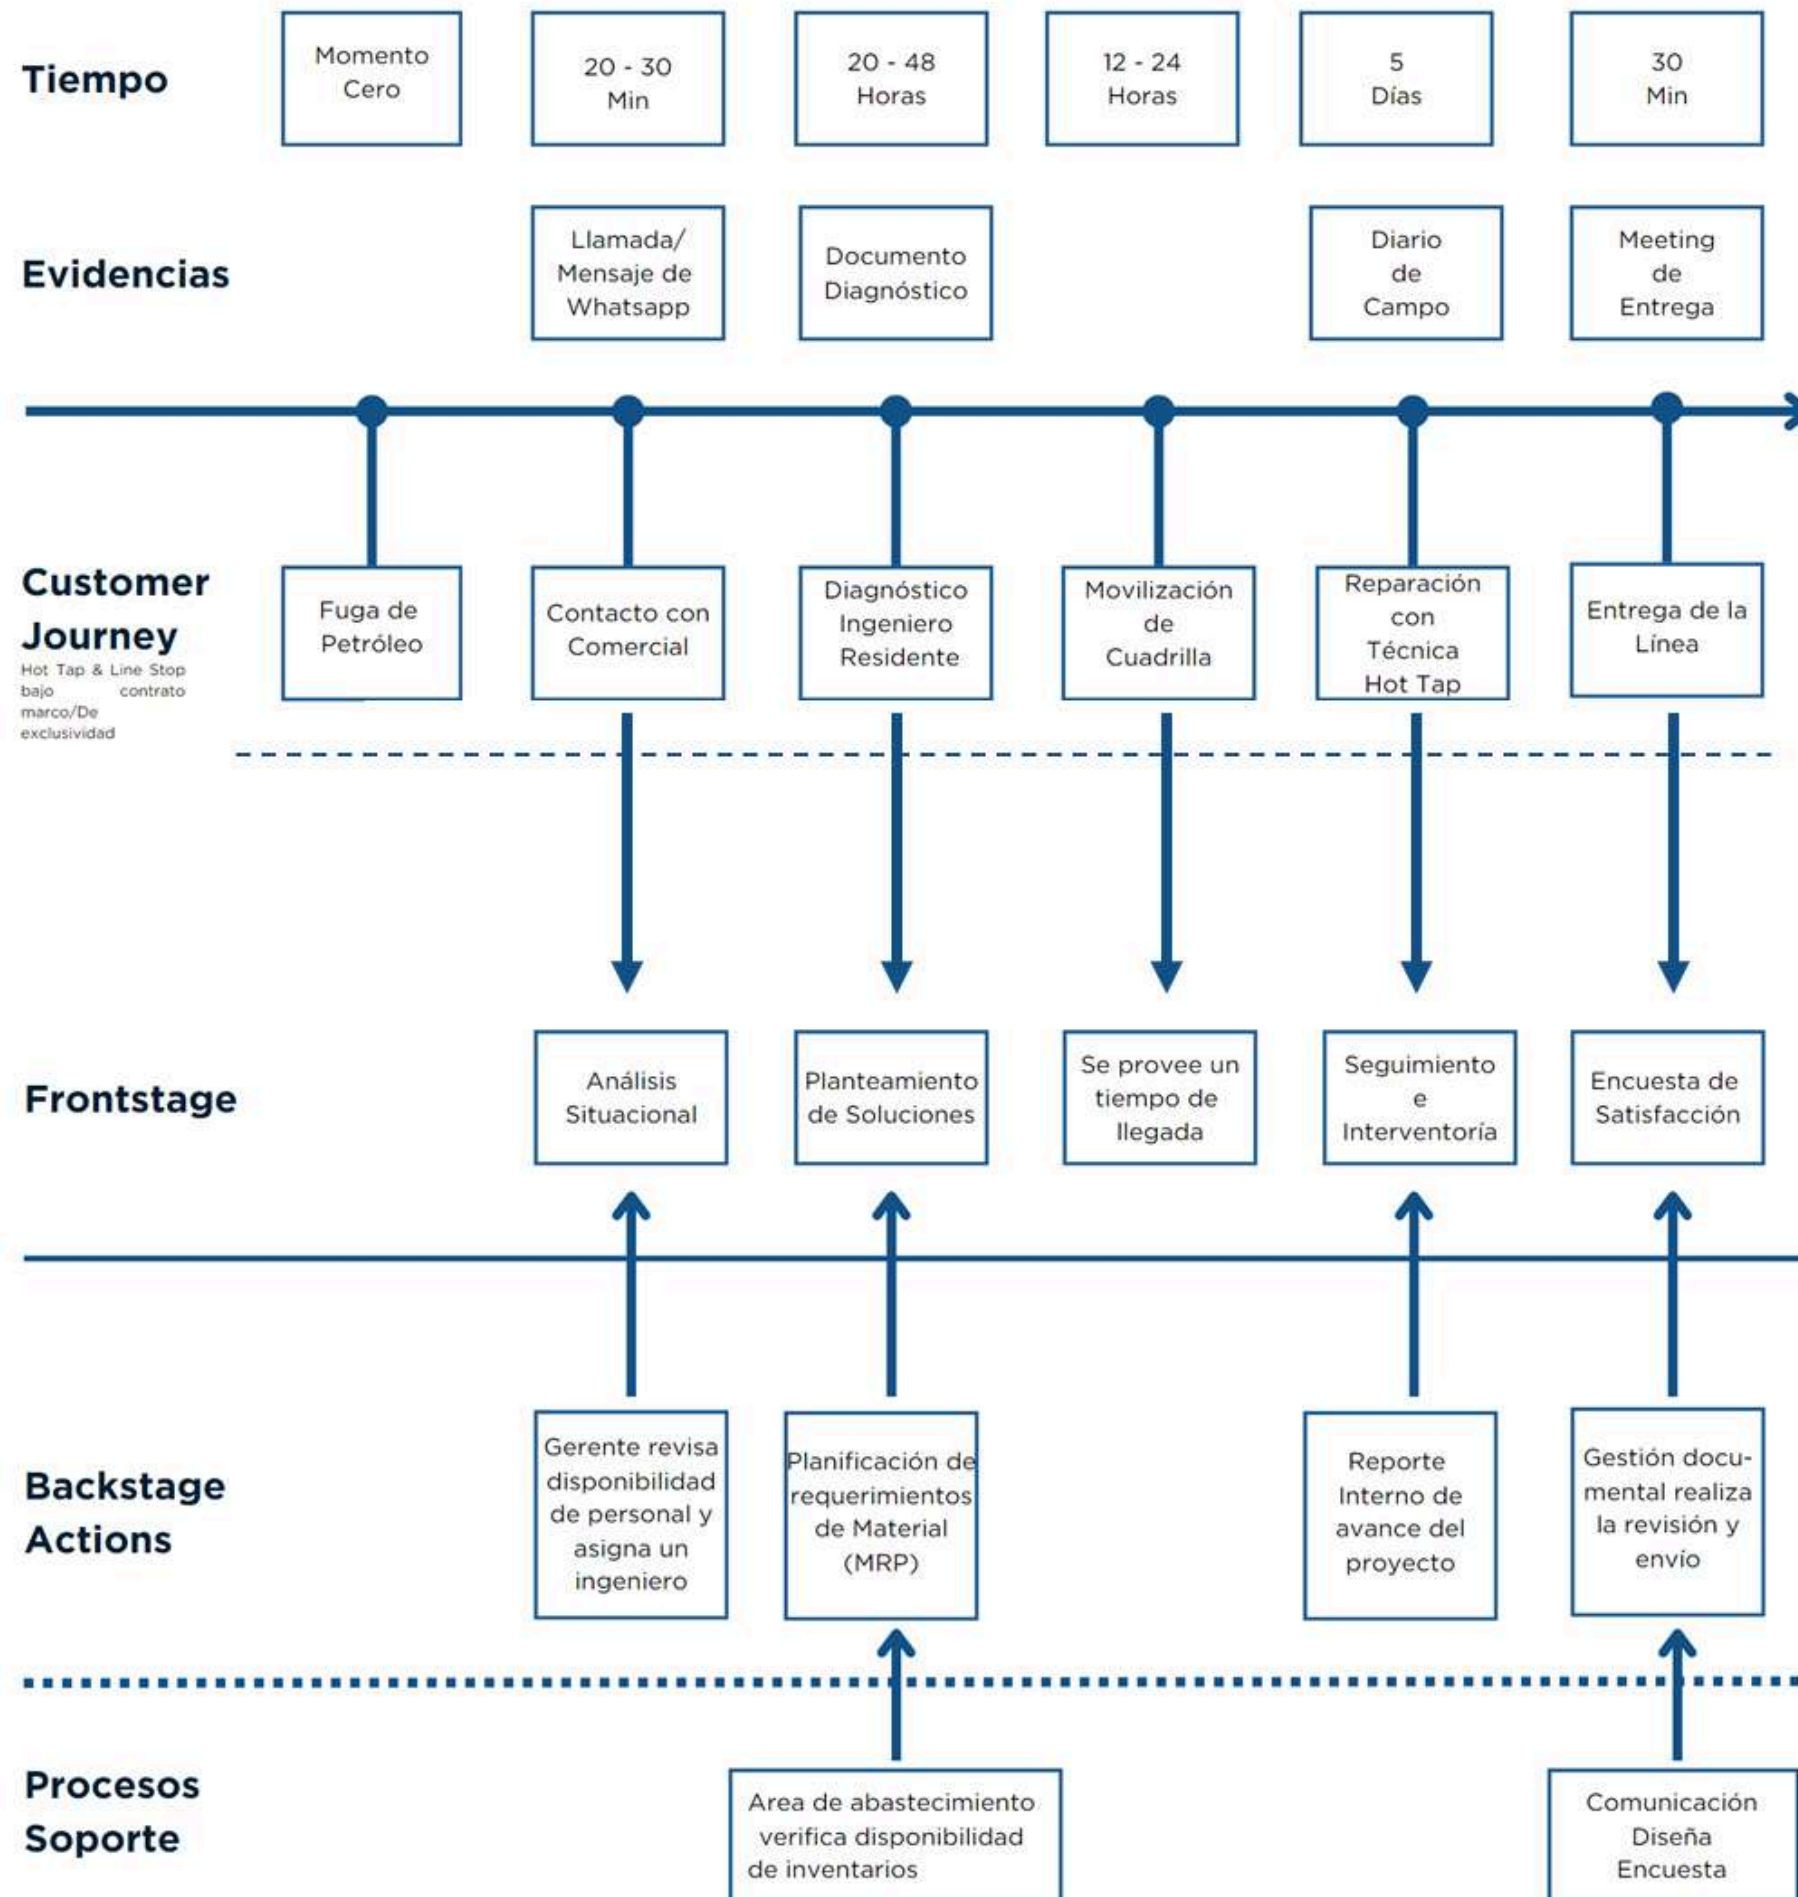 Tiempo
Momento
Cero
20 - 30
Min
20 - 48
Horas
12 - 24
Horas
5
Días
30
Min
Evidencias
Llamada/
Mensaje de
Whatsapp
Documento
Diagnóstico
Diario
de
Campo
Meeting
de
Entrega
Customer
Journey
Hot Tap & Line Stop
bajo contrato
marco/De
exclusividad
Fuga de
Petróleo
Contacto con
Comercial
Diagnóstico
Ingeniero
Residente
Movilización
de
Cuadrilla
Reparación
con
Técnica
Hot Tap
Entrega de la
Línea
Frontstage
Análisis
Situacional
Planteamiento
de Soluciones
Se provee un
tiempo de
llegada
Seguimiento
e
Interventoría
Encuesta de
Satisfacción
Backstage
Actions
Gerente revisa
disponibilidad
de personal y
asigna un
ingeniero
Planificación de
requerimientos
de Material
(MRP)
Reporte
Interno de
avance del
proyecto
Gestión docu-
mental realiza
la revisión y
envío
Procesos
Soporte
Area de abastecimiento
verifica disponibilidad
de inventarios
Comunicación
Diseña
Encuesta